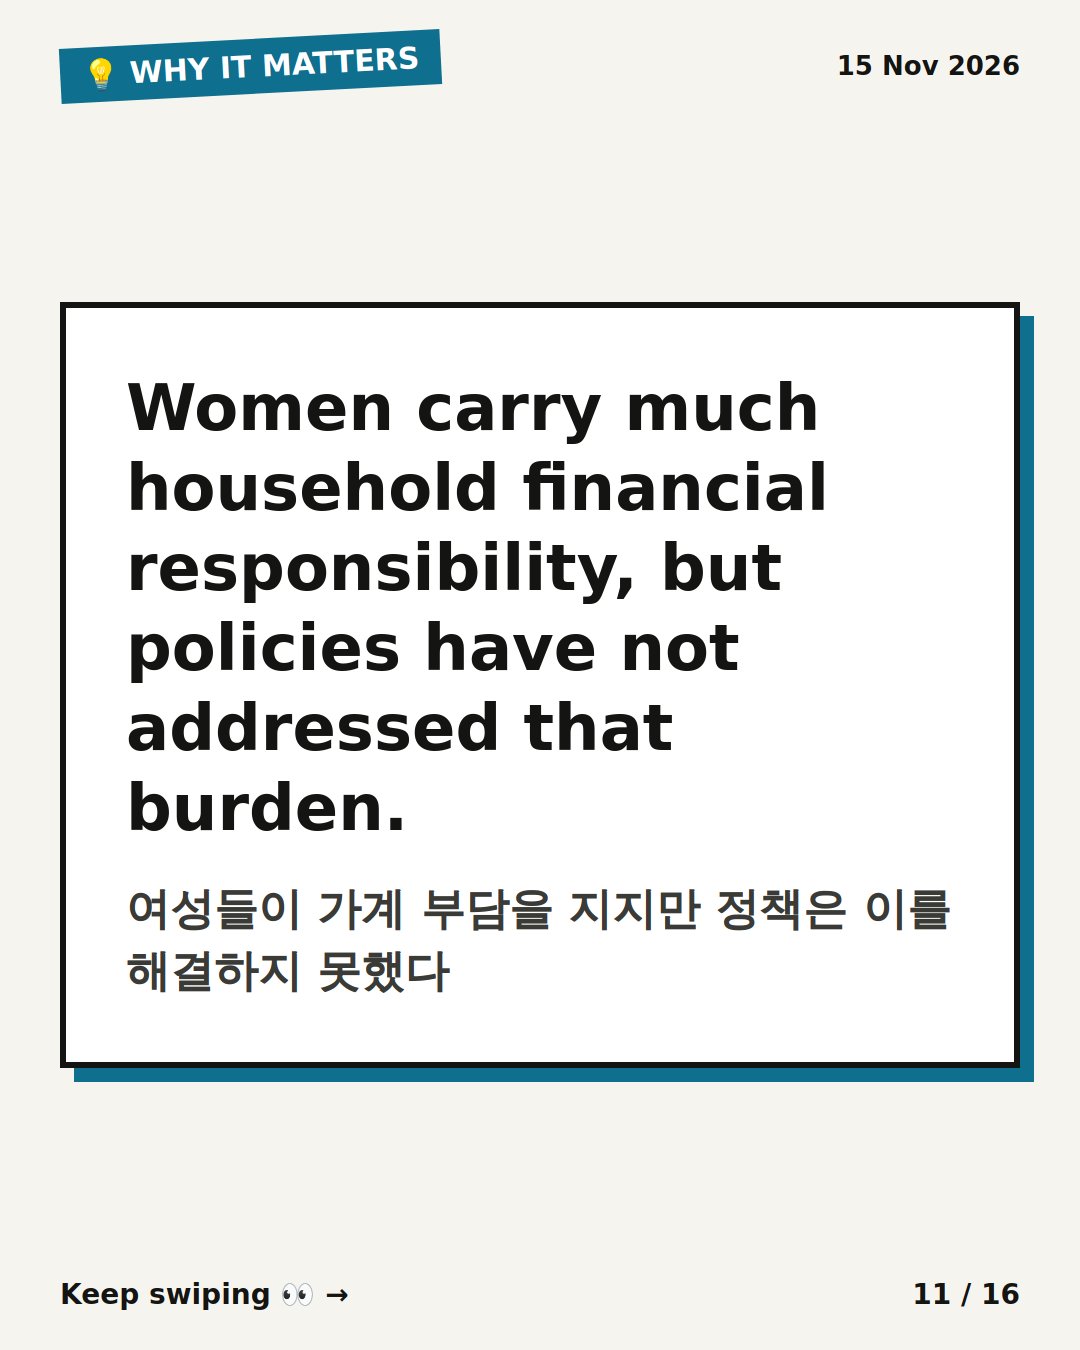 💡 WHY IT MATTERS
15 Nov 2026
Women carry much
household financial
responsibility, but
policies have not
addressed that
burden.
여성들이 가계 부담을 지지만 정책은 이를
해결하지 못했다
Keep swiping 👀 →
11 / 16